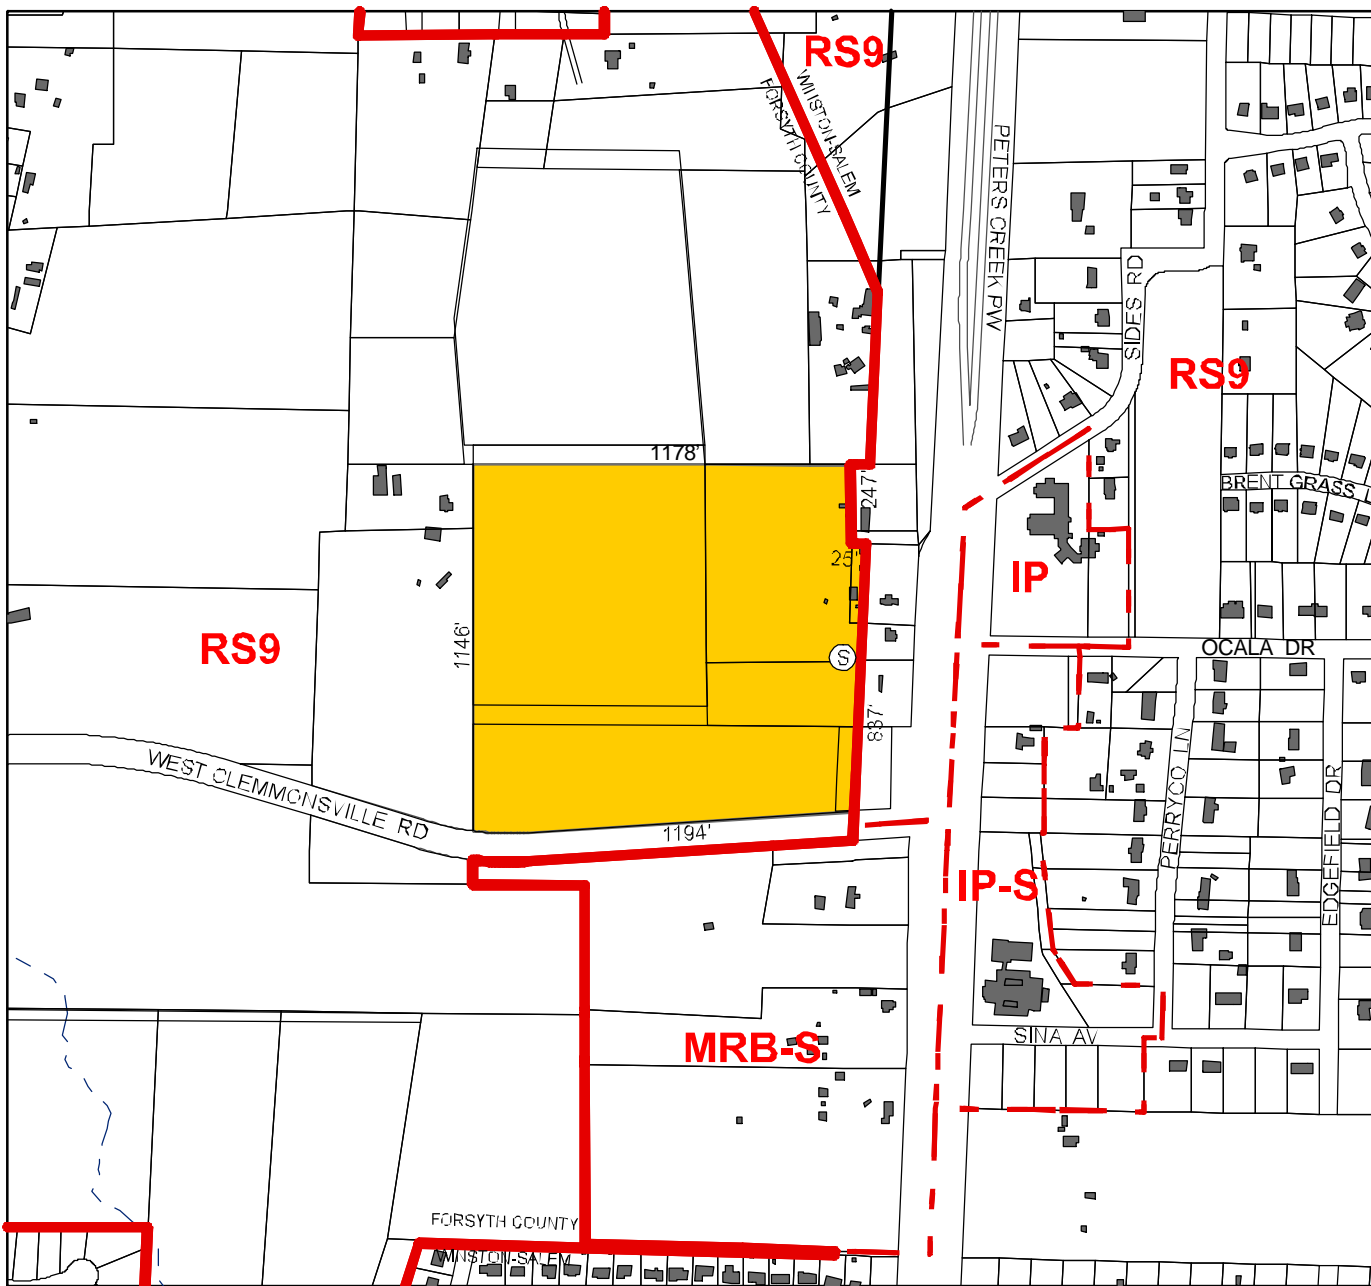 RS9
WINSTON-SALEM
FORSYTH COUNTY
PETERS CREEK PW
SIDES RD
RS9
1178'
247'
BRENT GRASS
25'
IP
1146'
RS9
S
OCALA DR
837'
WEST CLEMMONSVILLE RD
1194'
PERRYCO LN
EDGEFIELD DR
IP-S
MRB-S
SINA AV
FORSYTH COUNTY
WINSTON-SALEM